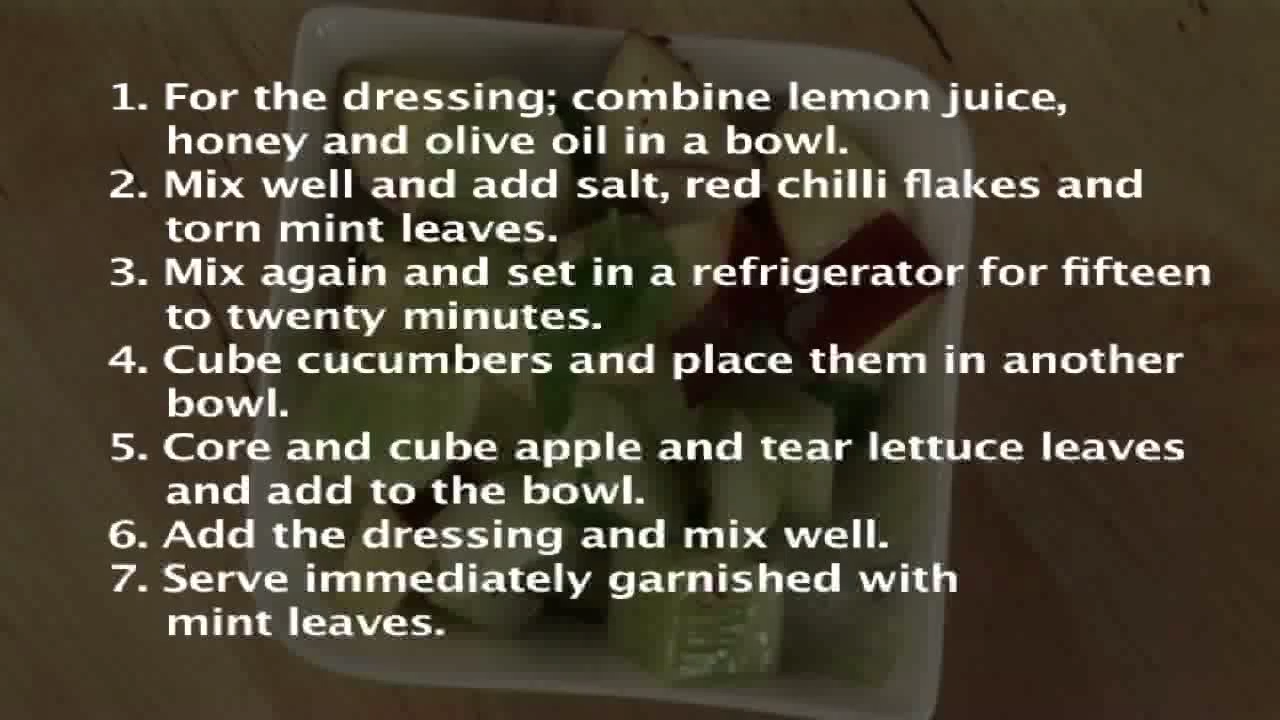 1. For the dressing; combine lemon juice,
honey and olive oil in a bowl.
2. Mix well and add salt, red chilli flakes and
torn mint leaves.
3. Mix again and set in a refrigerator for fifteen
to twenty minutes.
4. Cube cucumbers and place them in another
bowl.
5. Core and cube apple and tear lettuce leaves
and add to the bowl.
6. Add the dressing and mix well.
7. Serve immediately garnished with
mint leaves.